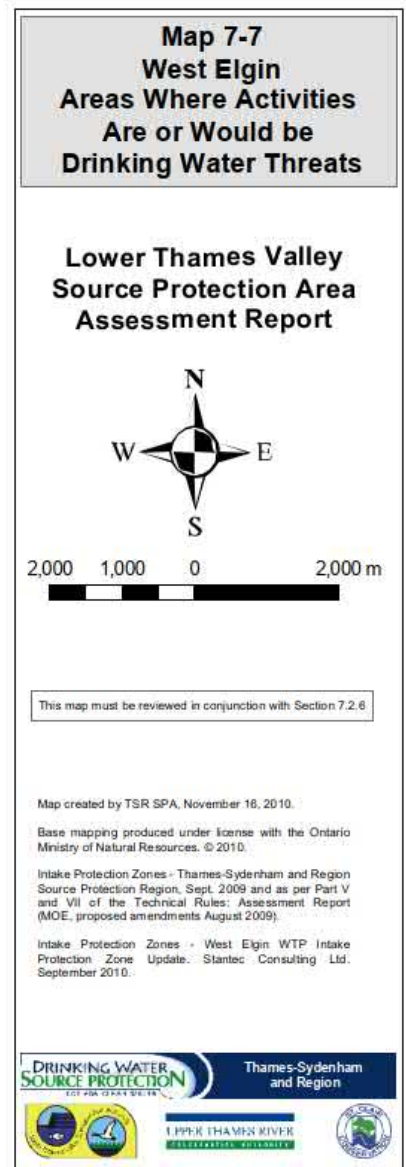 Map 7-7
West Elgin
Areas Where Activities
Are or Would be
Drinking Water Threats
Lower Thames Valley
Source Protection Area
Assessment Report
N
W E
S
2,000 1,000 0 2,000 m
This map must be reviewed in conjunction with Section 7.2.6
Map created by TSR SPA, November 16, 2010.
Base mapping produced under license with the Ontario
Ministry of Natural Resources. © 2010.
Intake Protection Zones - Thames-Sydenham and Region
Source Protection Region, Sept. 2009 and as per Part V
and VII of the Technical Rules: Assessment Report
(MOE, proposed amendments August 2009).
Intake Protection Zones - West Elgin WTP Intake
Protection Zone Update. Stantec Consulting Ltd.
September 2010.
DRINKING WATER
SOURCE PROTECTION
Thames-Sydenham
and Region
UPPER THAMES RIVER
CONSERVATION AUTHORITY
ST. CLAIR
CONSERVATION